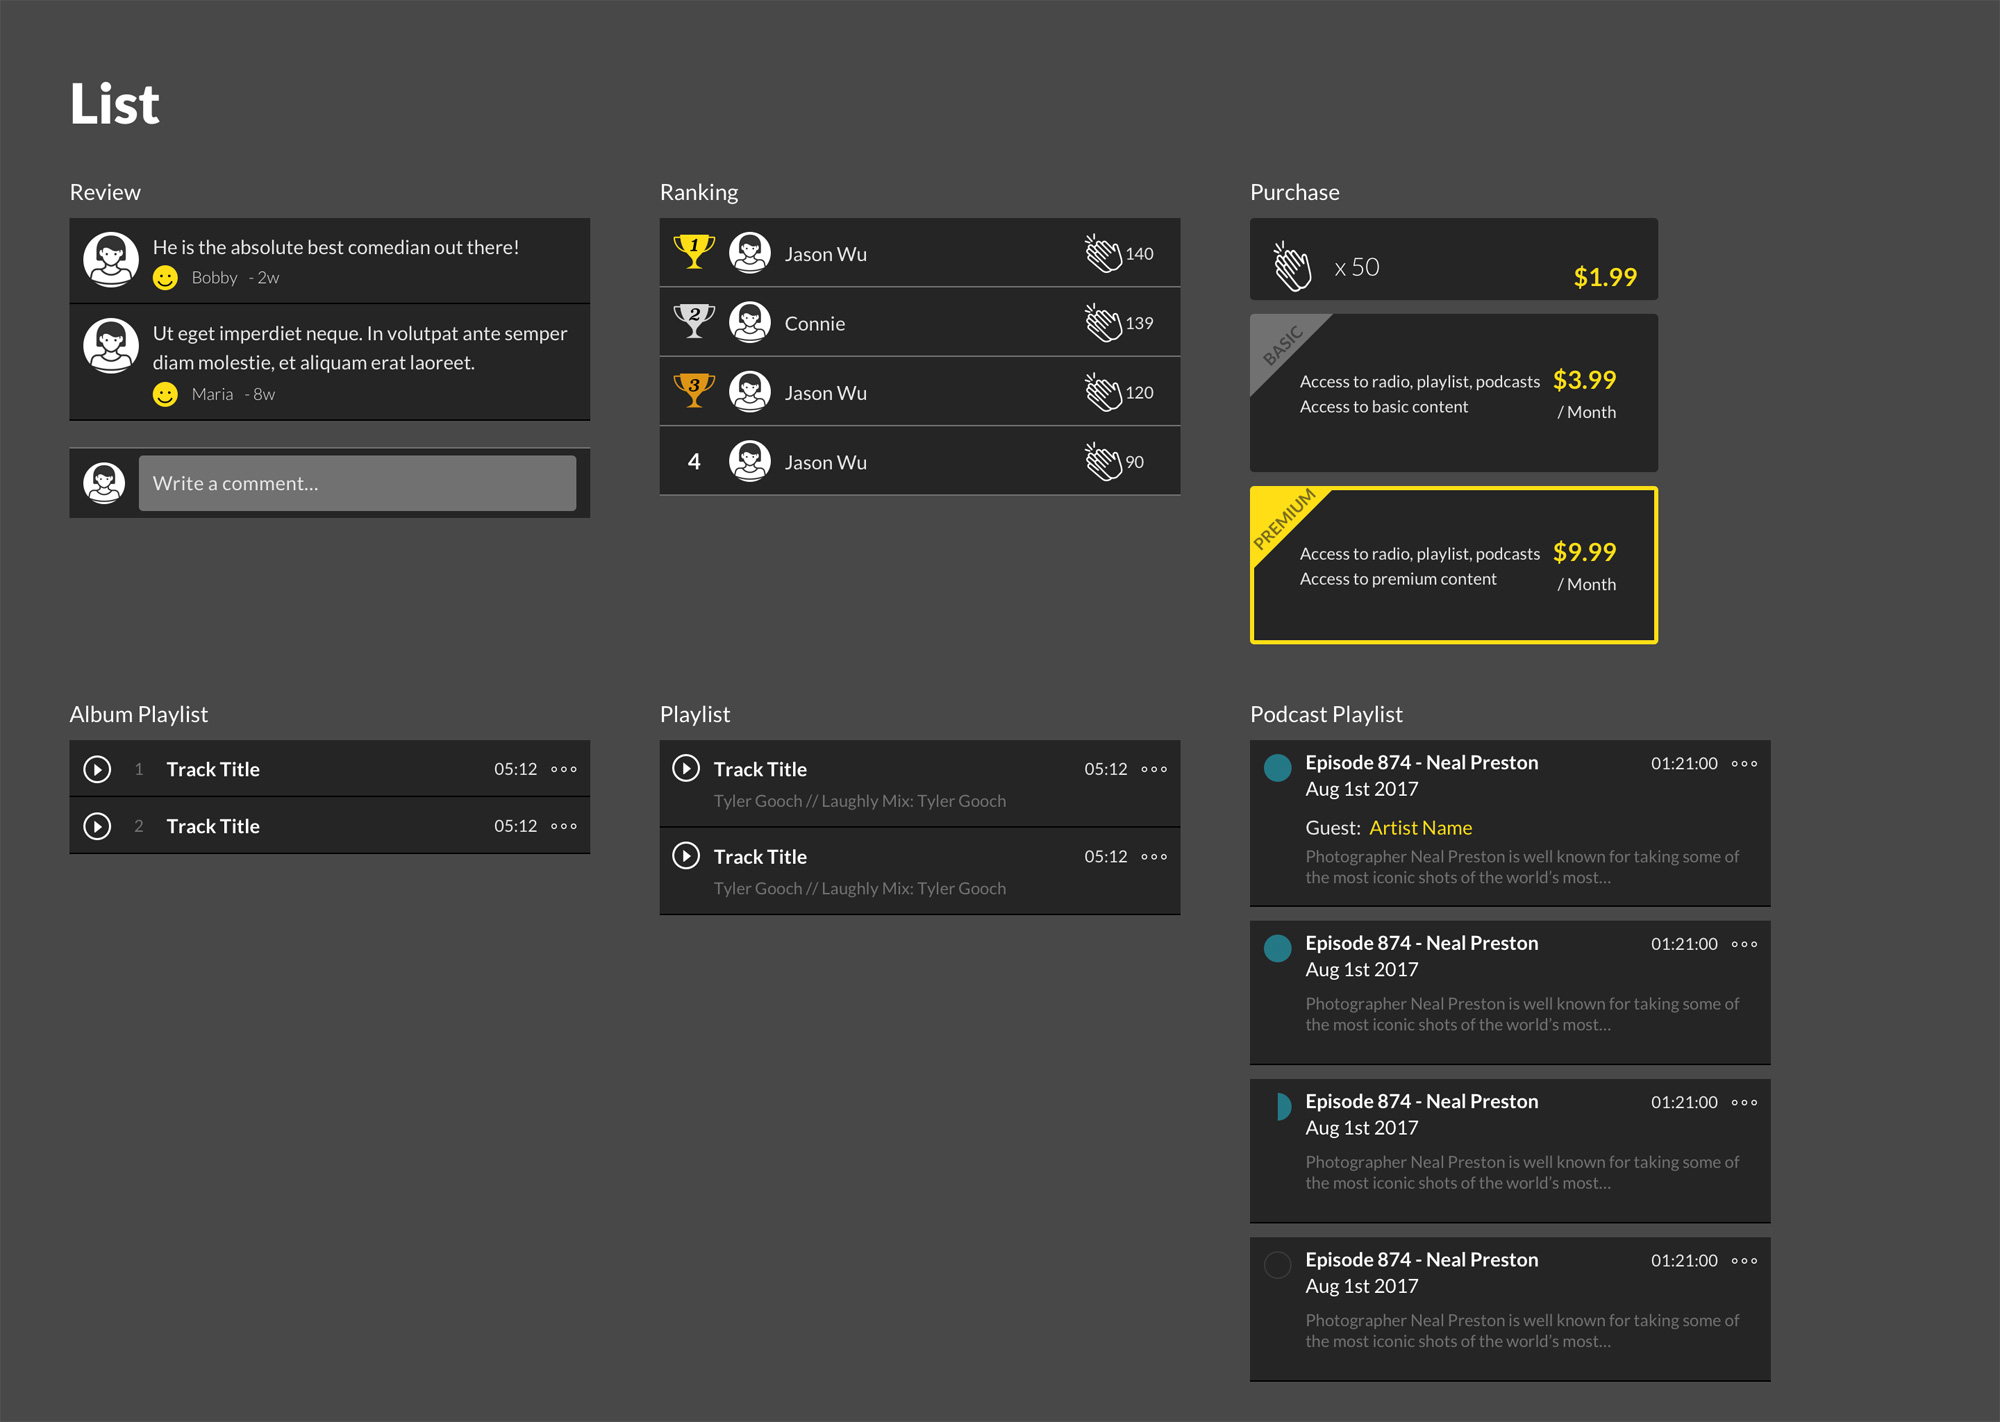 List
Review
He is the absolute best comedian out there!
Bobby - 2w
Ut eget imperdiet neque. In volutpat ante semper
diam molestie, et aliquam erat laoreet.
Maria - 8w
Write a comment...
Ranking
1 Jason Wu 140
2 Connie 139
3 Jason Wu 120
4 Jason Wu 90
Purchase
x 50 $1.99
BASIC
Access to radio, playlist, podcasts $3.99
Access to basic content / Month
PREMIUM
Access to radio, playlist, podcasts $9.99
Access to premium content / Month
Album Playlist
1 Track Title 05:12
2 Track Title 05:12
Playlist
Track Title 05:12
Tyler Gooch // Laughly Mix: Tyler Gooch
Track Title 05:12
Tyler Gooch // Laughly Mix: Tyler Gooch
Podcast Playlist
Episode 874 - Neal Preston 01:21:00
Aug 1st 2017
Guest: Artist Name
Photographer Neal Preston is well known for taking some of
the most iconic shots of the world’s most...
Episode 874 - Neal Preston 01:21:00
Aug 1st 2017
Photographer Neal Preston is well known for taking some of
the most iconic shots of the world’s most...
Episode 874 - Neal Preston 01:21:00
Aug 1st 2017
Photographer Neal Preston is well known for taking some of
the most iconic shots of the world’s most...
Episode 874 - Neal Preston 01:21:00
Aug 1st 2017
Photographer Neal Preston is well known for taking some of
the most iconic shots of the world’s most...